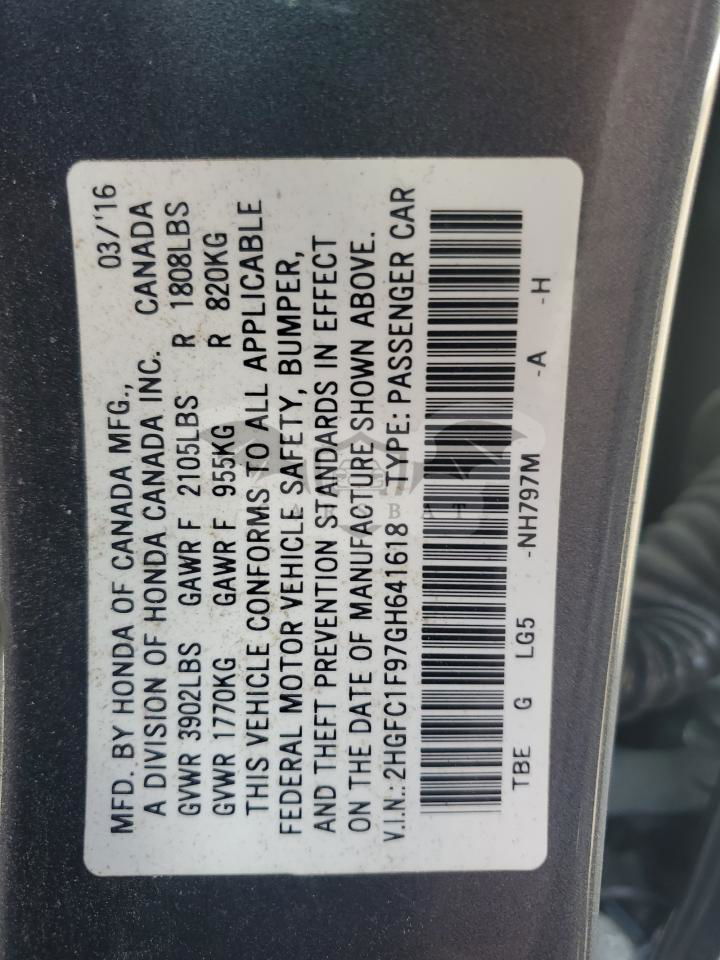 MFD. BY HONDA OF CANADA MFG., 03/'16
A DIVISION OF HONDA CANADA INC. CANADA
GVWR 3902LBS GAWR F 2105LBS R 1808LBS
GVWR 1770KG GAWR F 955KG R 820KG
THIS VEHICLE CONFORMS TO ALL APPLICABLE
FEDERAL MOTOR VEHICLE SAFETY, BUMPER,
AND THEFT PREVENTION STANDARDS IN EFFECT
ON THE DATE OF MANUFACTURE SHOWN ABOVE.
V.I.N.: 2HGFC1F97GH641618 TYPE: PASSENGER CAR
TBE G LG5 -NH797M -A -H